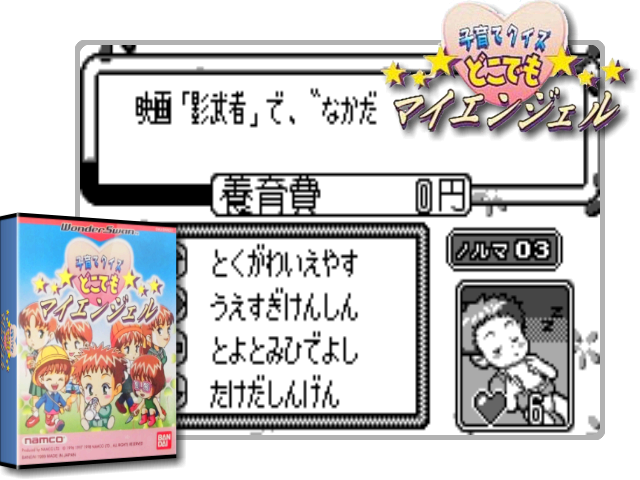 子育てクイズ
どこでも
マイエンジェル
映画「影武者」で、〝なかだ
養育費 0円
とくがわいえやす
うえすぎけんしん
とよとみひでよし
たけだしんげん
ノルマ 03
z z
6
WonderSwan
子育てクイズ
どこでも
マイエンジェル
namco
BAN
DAI